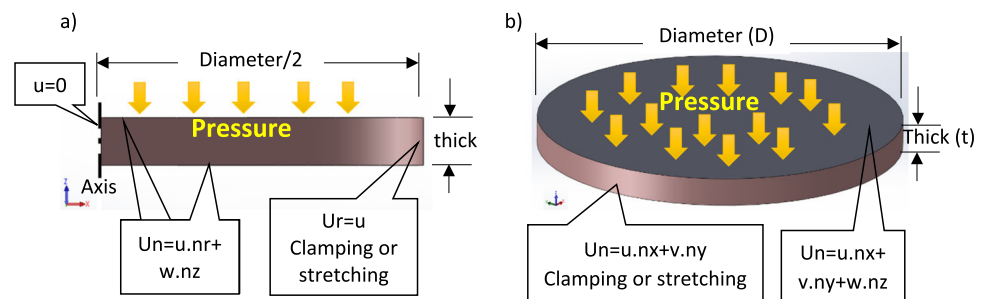 a)
Diameter/2
u=0
Pressure
thick
Axis
Z
X
Un=u.nr+
w.nz
Ur=u
Clamping or
stretching
b)
Diameter (D)
Pressure
Thick (t)
Un=u.nx+v.ny
Clamping or stretching
Un=u.nx+
v.ny+w.nz